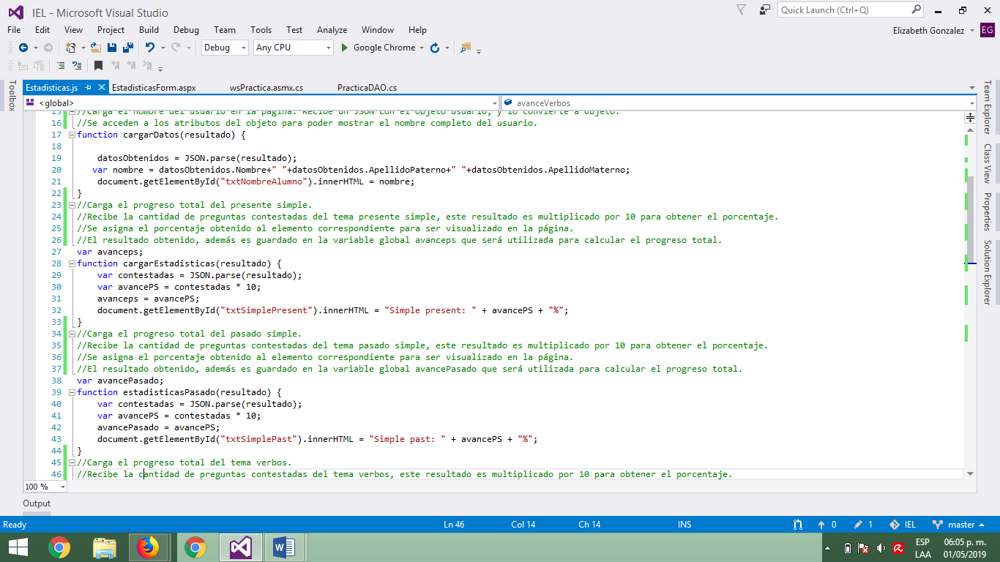 IEL - Microsoft Visual Studio
Quick Launch (Ctrl+Q)
File Edit View Project Build Debug Team Tools Test Analyze Window Help
Elizabeth Gonzalez EG
Debug Any CPU Google Chrome
Toolbox
Estadisticas.js EstadisticasForm.aspx wsPractica.asmx.cs PracticaDAO.cs
<global> avanceVerbos
15 //Carga el nombre del usuario en la página. Recibe un JSON con el objeto usuario, y lo convierte a objeto.
16 //Se acceden a los atributos del objeto para poder mostrar el nombre completo del usuario.
17 function cargarDatos(resultado) {
18
19 datosObtenidos = JSON.parse(resultado);
20 var nombre = datosObtenidos.Nombre+" "+datosObtenidos.ApellidoPaterno+" "+datosObtenidos.ApellidoMaterno;
21 document.getElementById("txtNombreAlumno").innerHTML = nombre;
22 }
23 //Carga el progreso total del presente simple.
24 //Recibe la cantidad de preguntas contestadas del tema presente simple, este resultado es multiplicado por 10 para obtener el porcentaje.
25 //Se asigna el porcentaje obtenido al elemento correspondiente para ser visualizado en la página.
26 //El resultado obtenido, además es guardado en la variable global avanceps que será utilizada para calcular el progreso total.
27 var avanceps;
28 function cargarEstadisticas(resultado) {
29 var contestadas = JSON.parse(resultado);
30 var avancePS = contestadas * 10;
31 avanceps = avancePS;
32 document.getElementById("txtSimplePresent").innerHTML = "Simple present: " + avancePS + "%";
33 }
34 //Carga el progreso total del pasado simple.
35 //Recibe la cantidad de preguntas contestadas del tema pasado simple, este resultado es multiplicado por 10 para obtener el porcentaje.
36 //Se asigna el porcentaje obtenido al elemento correspondiente para ser visualizado en la página.
37 //El resultado obtenido, además es guardado en la variable global avancePasado que será utilizada para calcular el progreso total.
38 var avancePasado;
39 function estadisticasPasado(resultado) {
40 var contestadas = JSON.parse(resultado);
41 var avancePS = contestadas * 10;
42 avancePasado = avancePS;
43 document.getElementById("txtSimplePast").innerHTML = "Simple past: " + avancePS + "%";
44 }
45 //Carga el progreso total del tema verbos.
46 //Recibe la cantidad de preguntas contestadas del tema verbos, este resultado es multiplicado por 10 para obtener el porcentaje.
Team Explorer
Class View
Properties
Solution Explorer
100 %
Output
Ready Ln 46 Col 14 Ch 14 INS 0 1 IEL master
ESP 06:05 p. m.
LAA 01/05/2019